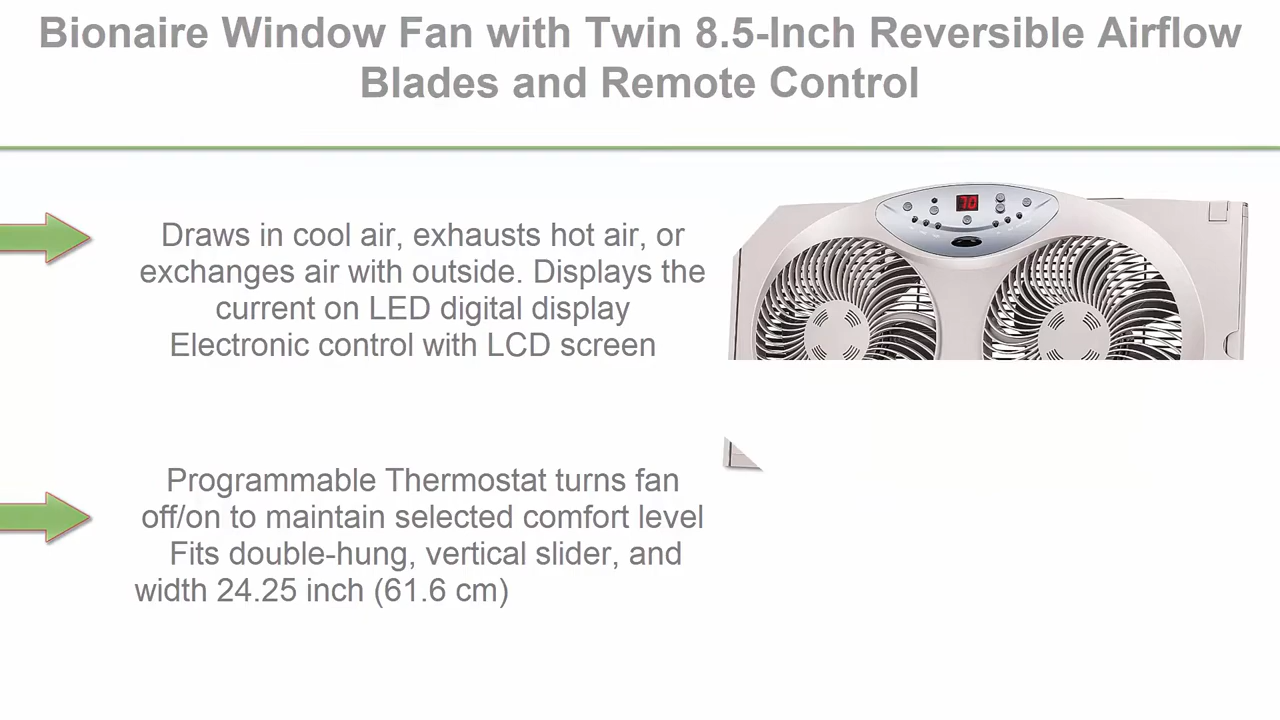 Bionaire Window Fan with Twin 8.5-Inch Reversible Airflow
Blades and Remote Control
Draws in cool air, exhausts hot air, or
exchanges air with outside. Displays the
current on LED digital display
Electronic control with LCD screen
70
Programmable Thermostat turns fan
off/on to maintain selected comfort level
Fits double-hung, vertical slider, and
width 24.25 inch (61.6 cm)